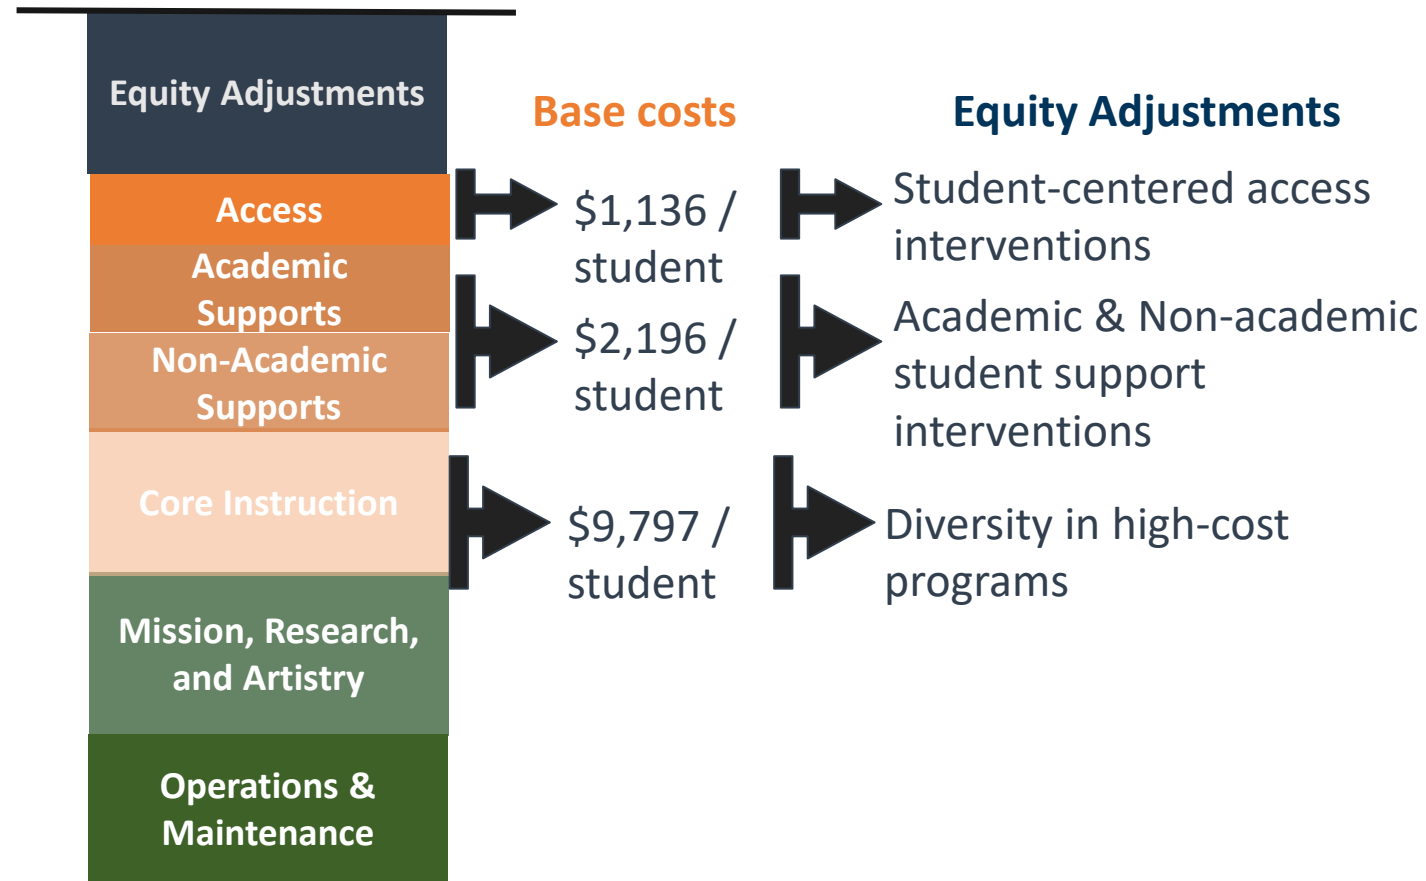 Equity Adjustments
Access
Academic
Supports
Non-Academic
Supports
Core Instruction
Mission, Research,
and Artistry
Operations &
Maintenance
Base costs
$1,136 /
student
$2,196 /
student
$9,797 /
student
Equity Adjustments
Student-centered access
interventions
Academic & Non-academic
student support
interventions
Diversity in high-cost
programs